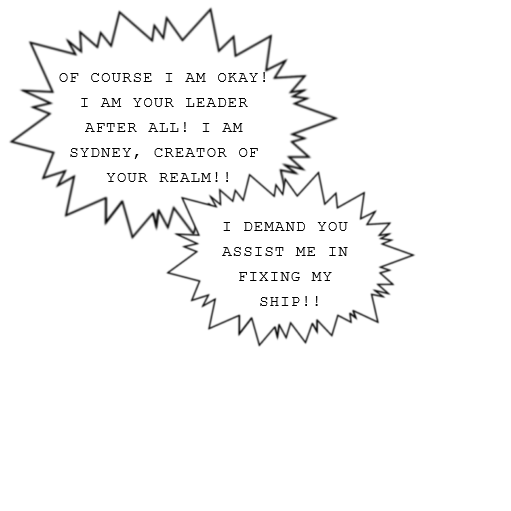 OF COURSE I AM OKAY!
I AM YOUR LEADER
AFTER ALL! I AM
SYDNEY, CREATOR OF
YOUR REALM!!
I DEMAND YOU
ASSIST ME IN
FIXING MY
SHIP!!